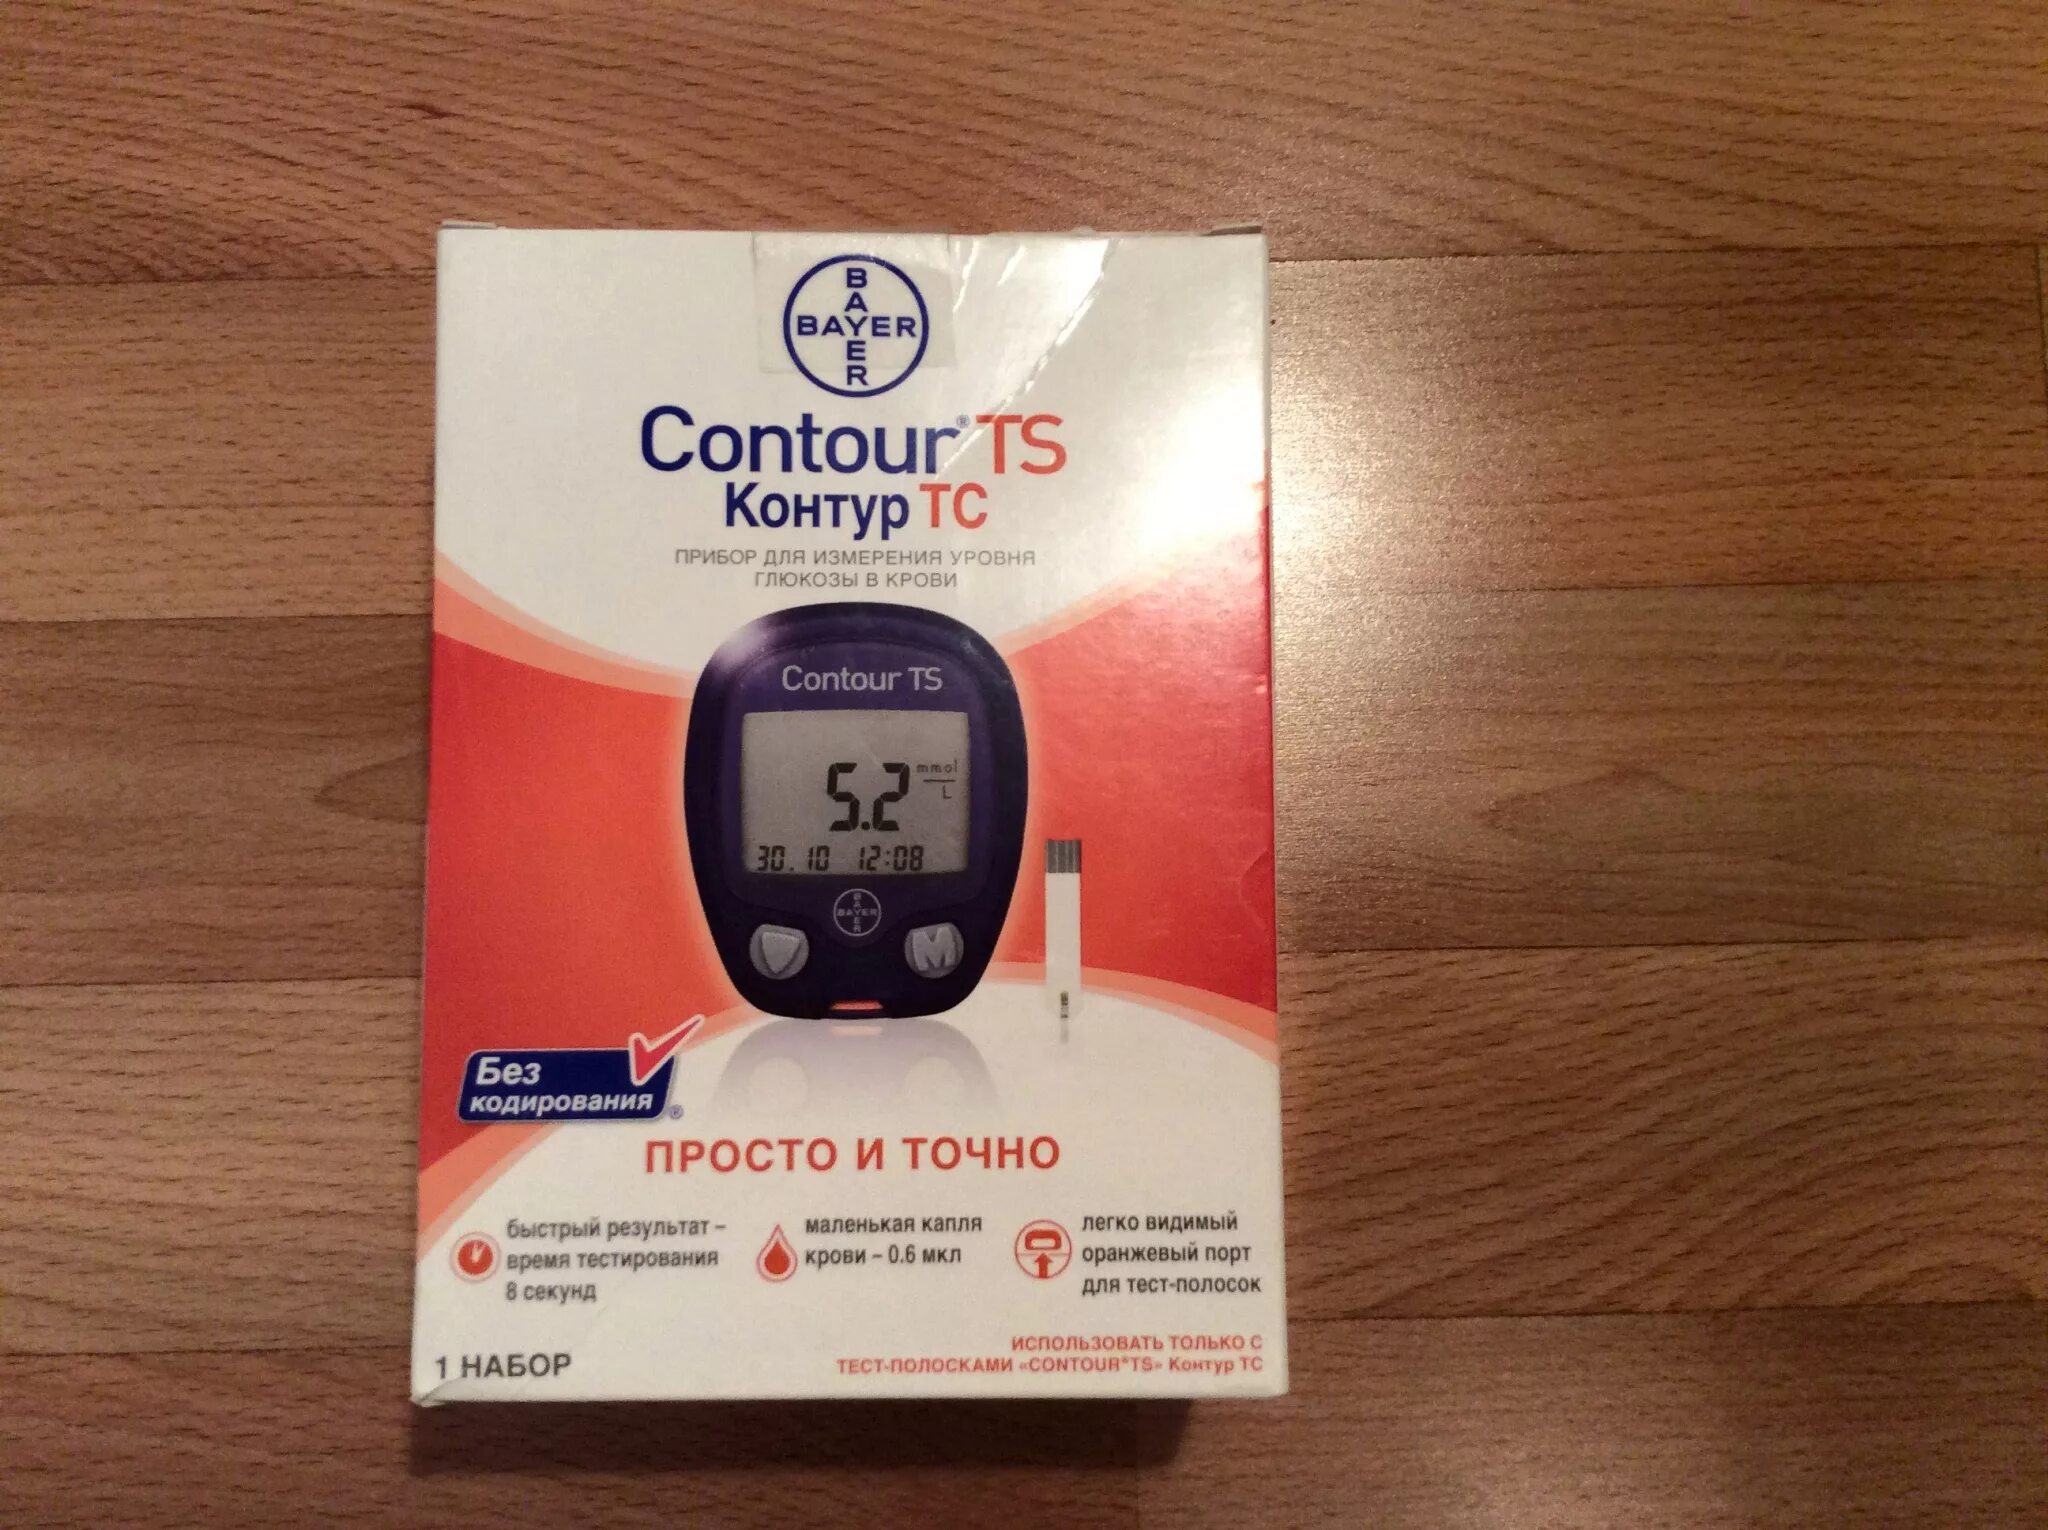 BAYER
BAYER
Contour® TS
Контур ТС
ПРИБОР ДЛЯ ИЗМЕРЕНИЯ УРОВНЯ
ГЛЮКОЗЫ В КРОВИ
Contour TS
5.2 mmol
L
30.10 12:08
BAYER
BAYER
M
Без
кодирования
®
ПРОСТО И ТОЧНО
быстрый результат –
время тестирования
8 секунд
маленькая капля
крови – 0.6 мкл
легко видимый
оранжевый порт
для тест-полосок
1 НАБОР
ИСПОЛЬЗОВАТЬ ТОЛЬКО С
ТЕСТ-ПОЛОСКАМИ «CONTOUR®TS» Контур ТС